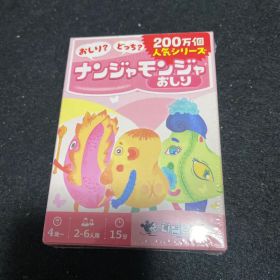 おしり？ どっち？
200万個
人気シリーズ
ナンジャモンジャ
おしり
4歳〜 2-6人用 15分